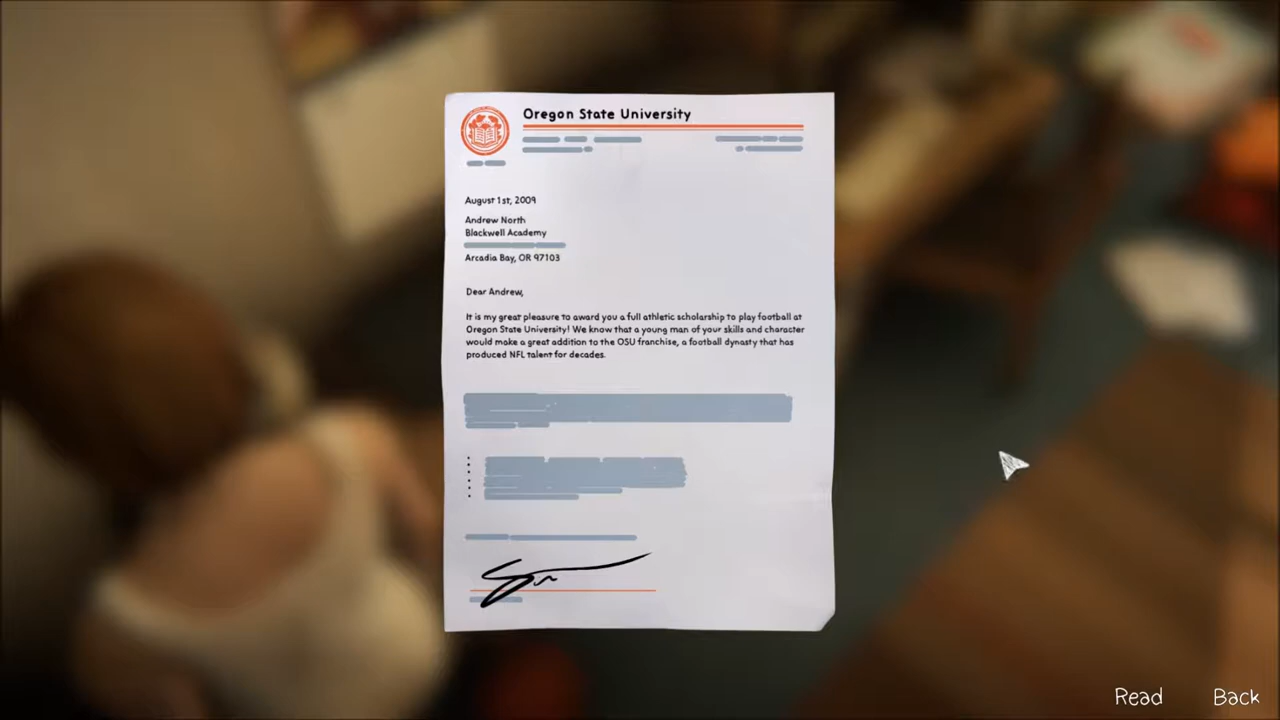 Oregon State University
August 1st, 2009
Andrew North
Blackwell Academy
Arcadia Bay, OR 97103
Dear Andrew,
It is my great pleasure to award you a full athletic scholarship to play football at
Oregon State University! We know that a young man of your skills and character
would make a great addition to the OSU franchise, a football dynasty that has
produced NFL talent for decades.
Read
Back